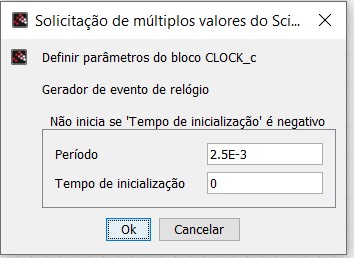 Solicitação de múltiplos valores do Sci...
Definir parâmetros do bloco CLOCK_c
Gerador de evento de relógio
Não inicia se 'Tempo de inicialização' é negativo
Período 2.5E-3
Tempo de inicialização 0
Ok Cancelar